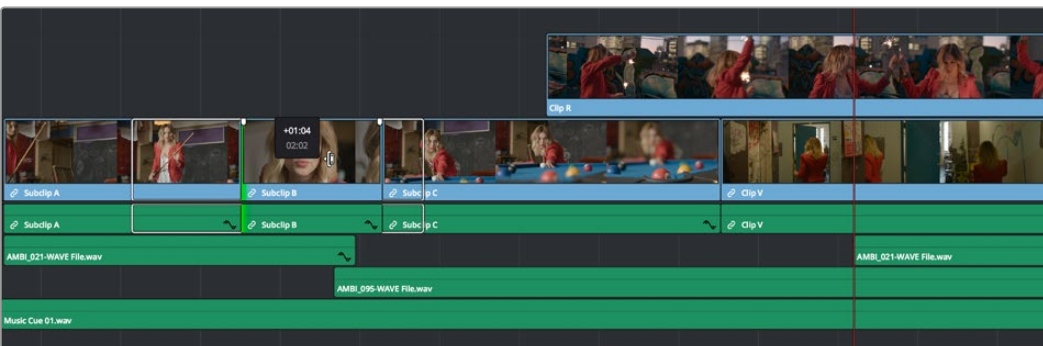 Clip R
+01:04
02:02
Subclip A
Subclip B
Subclip C
Clip V
Subclip A
Subclip B
Subclip C
Clip V
AMBI_021-WAVE File.wav
AMBI_021-WAVE File.wav
AMBI_095-WAVE File.wav
Music Cue 01.wav